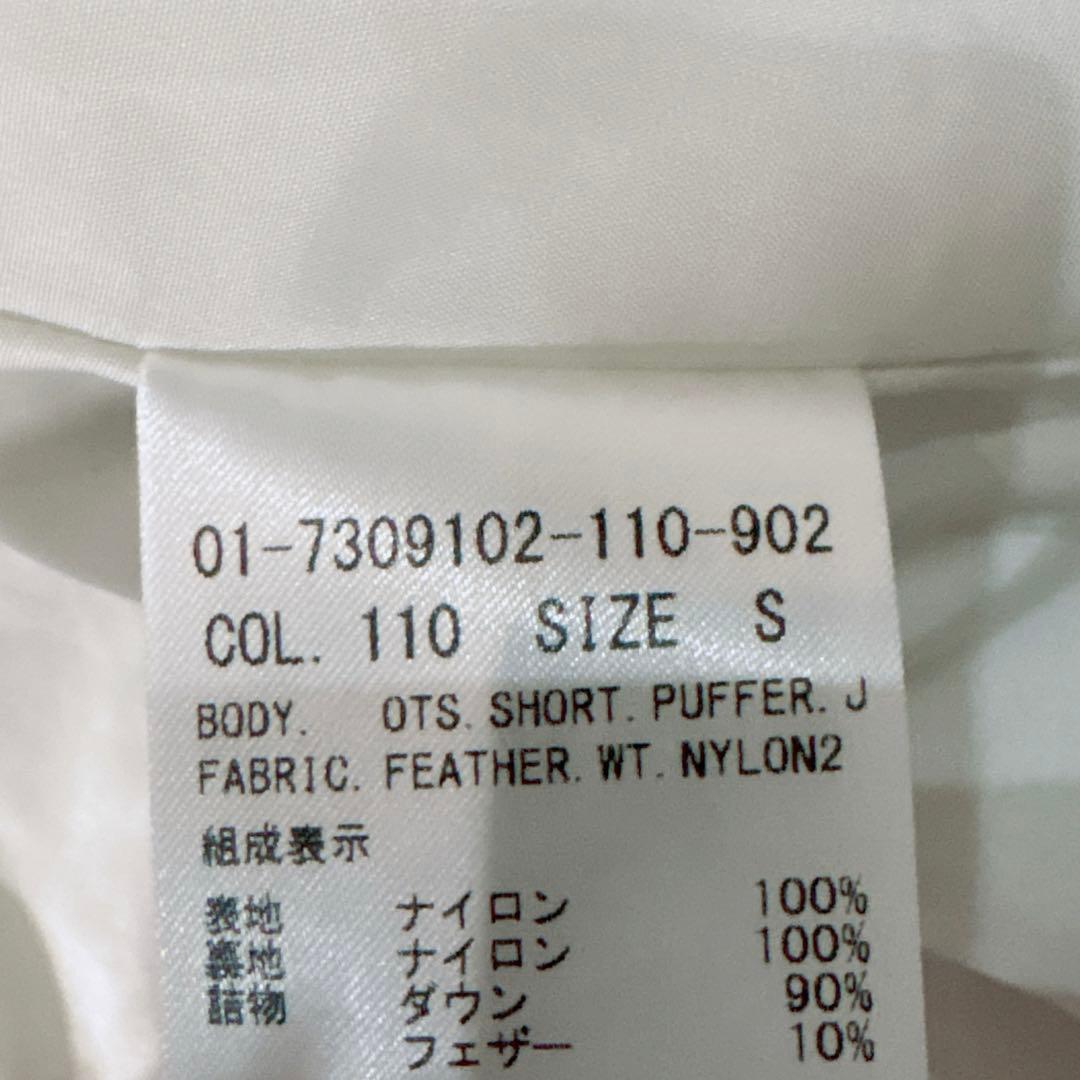 01-7309102-110-902
COL. 110 SIZE S
BODY. OTS. SHORT. PUFFER. J
FABRIC. FEATHER. WT. NYLON2
組成表示
表地 ナイロン 100%
裏地 ナイロン 100%
詰物 ダウン 90%
フェザー 10%